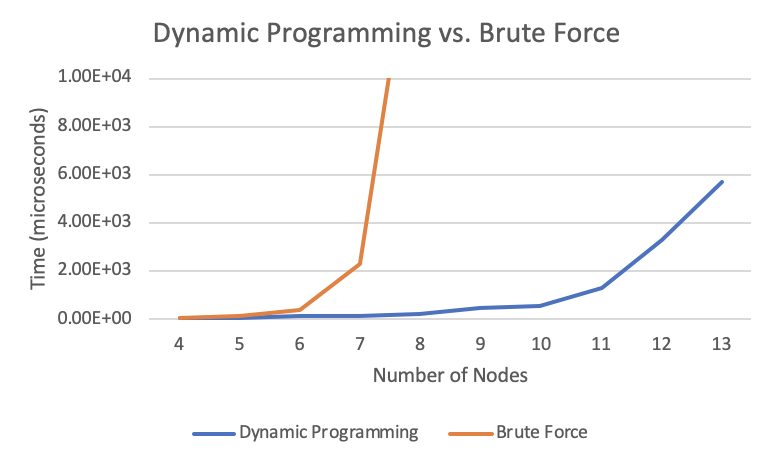 Dynamic Programming vs. Brute Force
Time (microseconds)
1.00E+04
8.00E+03
6.00E+03
4.00E+03
2.00E+03
0.00E+00
4 5 6 7 8 9 10 11 12 13
Number of Nodes
Dynamic Programming Brute Force